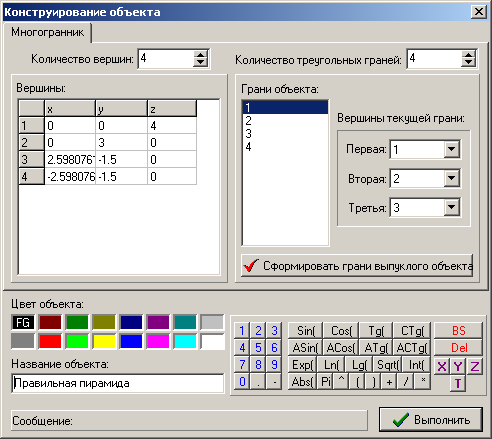 Конструирование объекта
Многогранник
Количество вершин: 4
Количество треугольных граней: 4
Вершины:
x y z
1 0 0 4
2 0 3 0
3 2.598076 -1.5 0
4 -2.598076 -1.5 0
Грани объекта:
1
2
3
4
Вершины текущей грани:
Первая: 1
Вторая: 2
Третья: 3
Сформировать грани выпуклого объекта
Цвет объекта:
FG
Название объекта:
Правильная пирамида
1 2 3 Sin( Cos( Tg( CTg( BS
4 5 6 ASin( ACos( ATg( ACTg( Del
7 8 9 Exp( Ln( Lg( Sqrt( Int( X Y Z
0 . - Abs( Pi ^ ( ) + / * T
Сообщение:
Выполнить